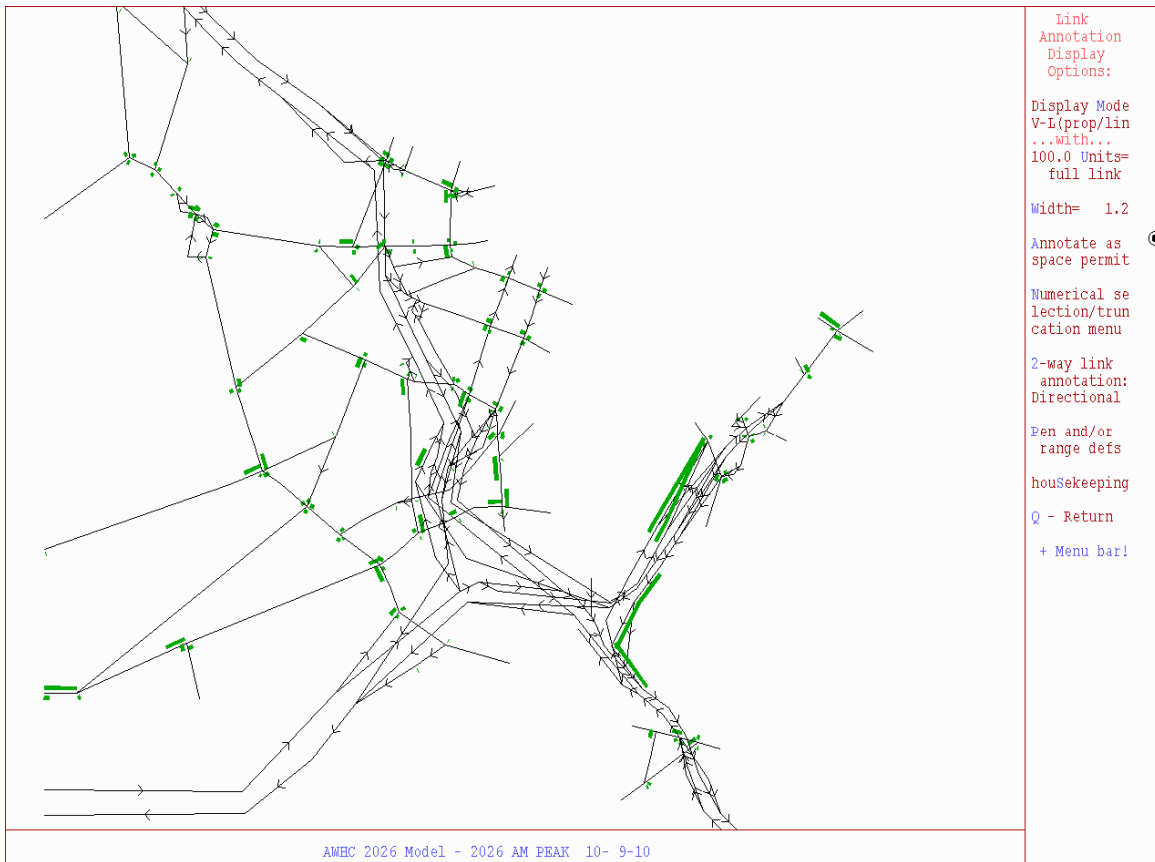 Link
Annotation
Display
Options:
Display Mode
V-L(prop/lin
...with...
100.0 Units=
full link
Width= 1.2
Annotate as
space permit
Numerical se
lection/trun
cation menu
2-way link
annotation:
Directional
Pen and/or
range defs
houSekeeping
Q - Return
+ Menu bar!
AWHC 2026 Model - 2026 AM PEAK 10- 9-10